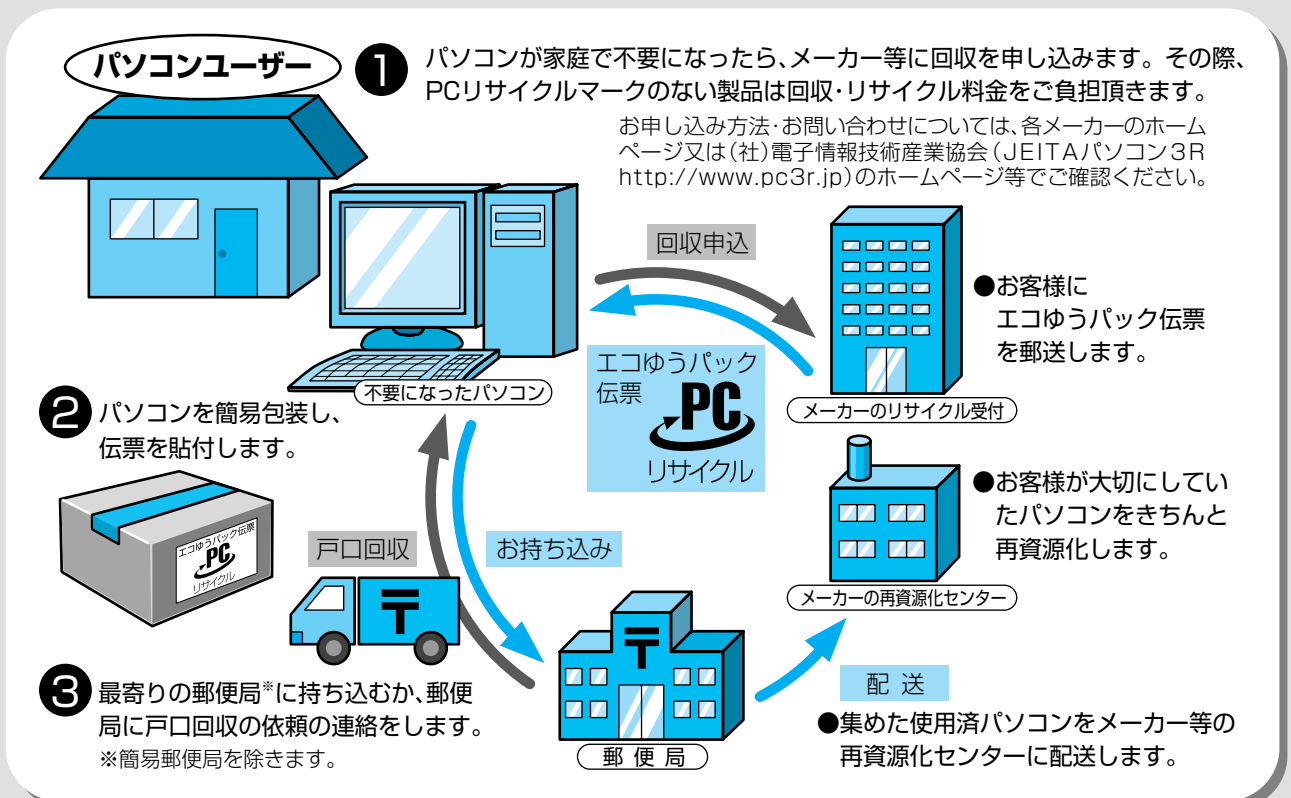 パソコンユーザー
❶ パソコンが家庭で不要になったら、メーカー等に回収を申し込みます。その際、
PCリサイクルマークのない製品は回収・リサイクル料金をご負担頂きます。
お申し込み方法・お問い合わせについては、各メーカーのホーム
ページ又は(社)電子情報技術産業協会(JEITAパソコン3R
http://www.pc3r.jp)のホームページ等でご確認ください。
回収申込
●お客様に
エコゆうパック伝票
を郵送します。
エコゆうパック
伝票
PC
リサイクル
不要になったパソコン
メーカーのリサイクル受付
❷ パソコンを簡易包装し、
伝票を貼付します。
エコゆうパック伝票
PC
リサイクル
●お客様が大切にしてい
たパソコンをきちんと
再資源化します。
メーカーの再資源化センター
戸口回収
お持ち込み
〒
〒
❸ 最寄りの郵便局※に持ち込むか、郵便
局に戸口回収の依頼の連絡をします。
※簡易郵便局を除きます。
郵便局
配送
●集めた使用済パソコンをメーカー等の
再資源化センターに配送します。